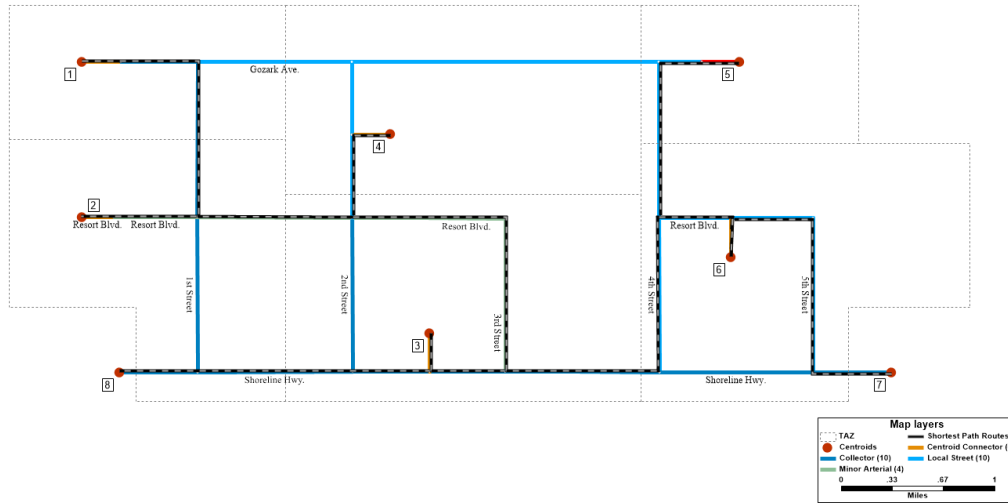 1
Gozark Ave.
5
4
2
Resort Blvd.
Resort Blvd.
Resort Blvd.
Resort Blvd.
6
1st Street
2nd Street
3rd Street
4th Street
5th Street
3
8
Shoreline Hwy.
Shoreline Hwy.
7
Map layers
TAZ
Shortest Path Routes
Centroids
Centroid Connector (
Collector (10)
Local Street (10)
Minor Arterial (4)
0 .33 .67 1
Miles